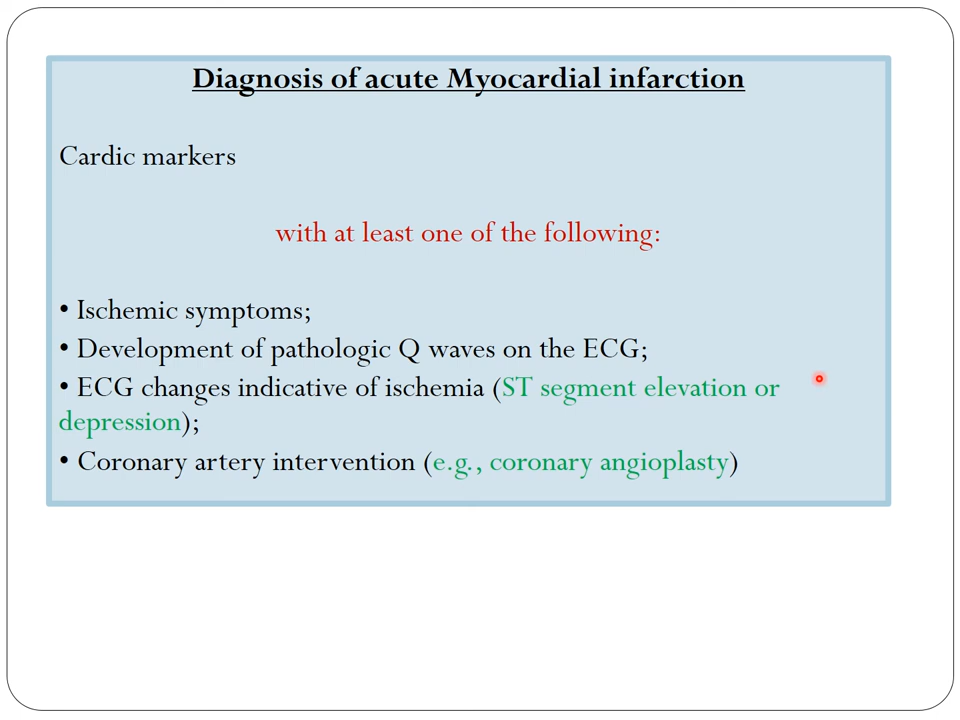 Diagnosis of acute Myocardial infarction
Cardic markers
with at least one of the following:
• Ischemic symptoms;
• Development of pathologic Q waves on the ECG;
• ECG changes indicative of ischemia (ST segment elevation or
depression);
• Coronary artery intervention (e.g., coronary angioplasty)